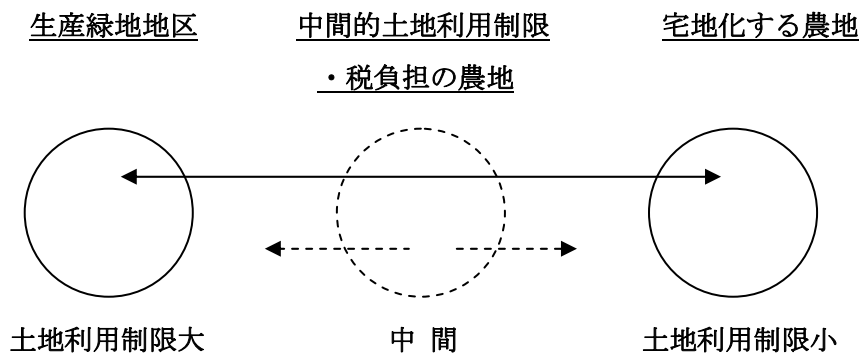 生産緑地地区
中間的土地利用制限
・税負担の農地
宅地化する農地
土地利用制限大
中 間
土地利用制限小